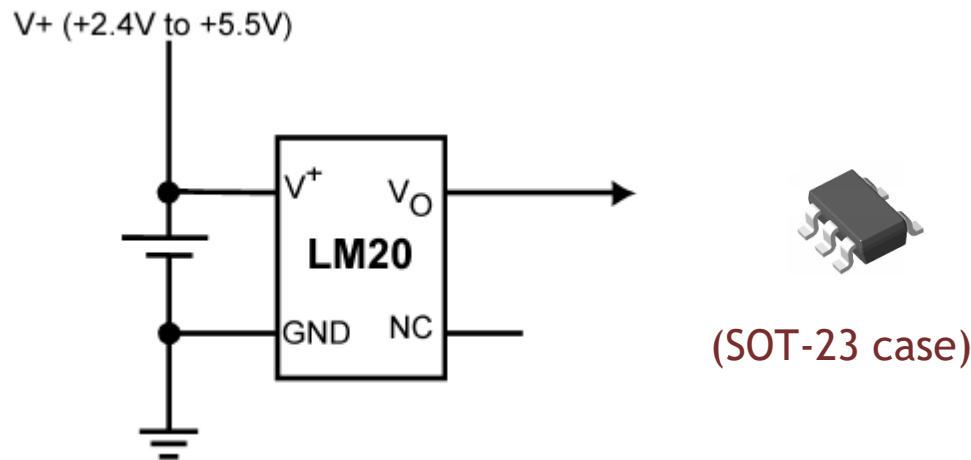 V+ (+2.4V to +5.5V)
V+
VO
LM20
GND
NC
(SOT-23 case)